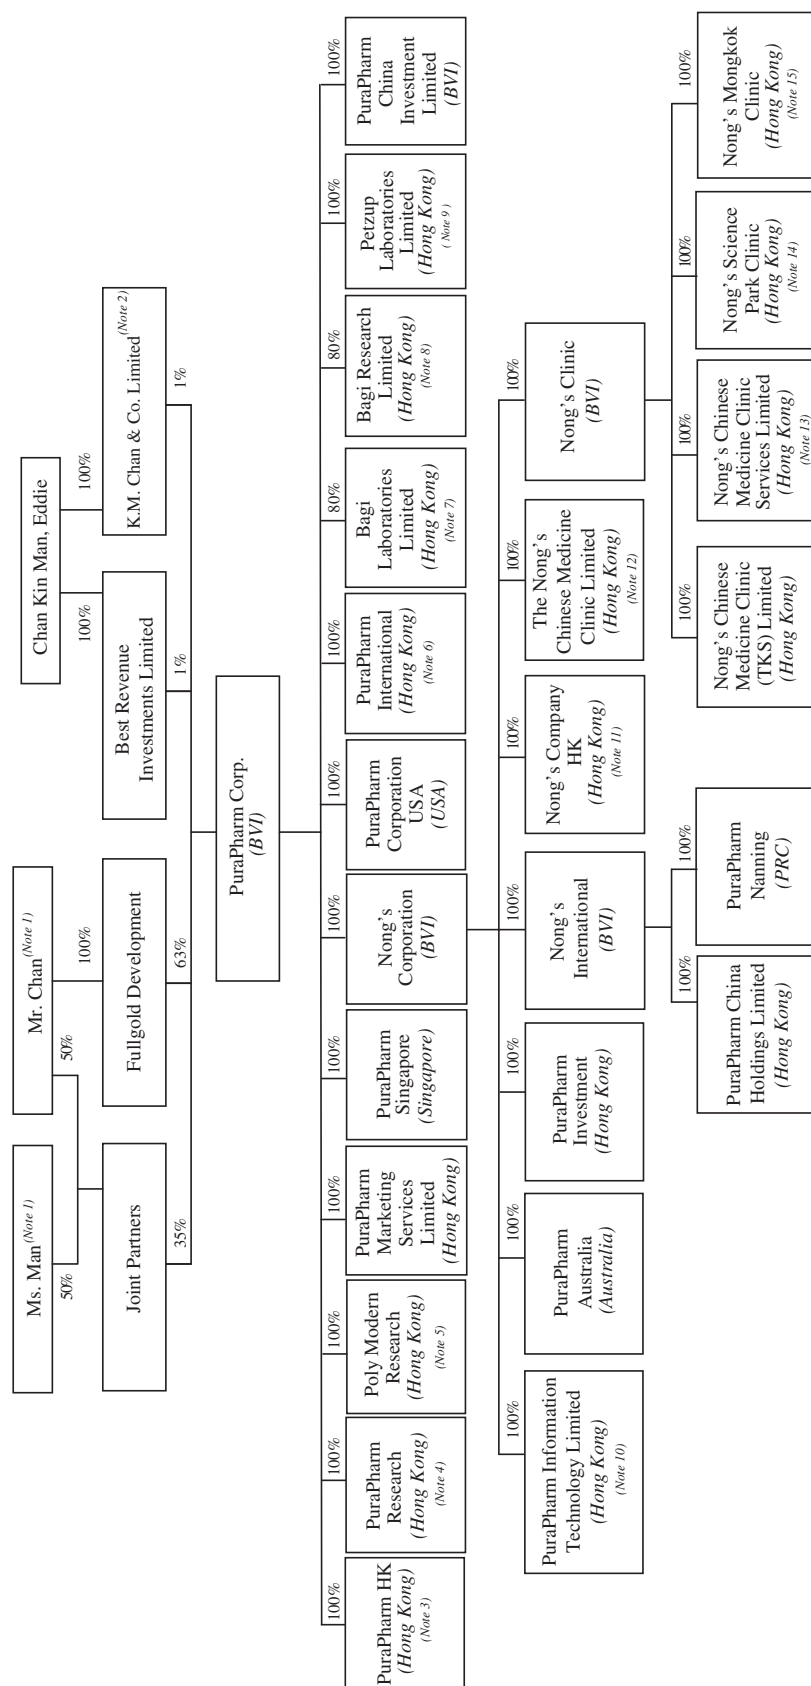 Ms. Man(Note 1)
Mr. Chan(Note 1)
Chan Kin Man, Eddie
50%
50%
100%
100%
100%
Joint Partners
Fullgold Development
Best Revenue
Investments Limited
K.M. Chan & Co. Limited(Note 2)
35%
63%
1%
1%
PuraPharm Corp.
(BVI)
100%
100%
100%
100%
100%
100%
100%
100%
80%
80%
100%
100%
PuraPharm HK
(Hong Kong)
(Note 3)
PuraPharm
Research
(Hong Kong)
(Note 4)
Poly Modern
Research
(Hong Kong)
(Note 5)
PuraPharm
Marketing
Services
Limited
(Hong Kong)
PuraPharm
Singapore
(Singapore)
Nong's
Corporation
(BVI)
PuraPharm
Corporation
USA
(USA)
PuraPharm
International
(Hong Kong)
(Note 6)
Bagi
Laboratories
Limited
(Hong Kong)
(Note 7)
Bagi Research
Limited
(Hong Kong)
(Note 8)
Petzup
Laboratories
Limited
(Hong Kong)
( Note 9 )
PuraPharm
China
Investment
Limited
(BVI)
100%
100%
100%
100%
100%
100%
100%
PuraPharm Information
Technology Limited
(Hong Kong)
(Note 10)
PuraPharm
Australia
(Australia)
PuraPharm
Investment
(Hong Kong)
Nong's
International
(BVI)
Nong's Company
HK
(Hong Kong)
(Note 11)
The Nong's
Chinese Medicine
Clinic Limited
(Hong Kong)
(Note 12)
Nong's Clinic
(BVI)
100%
100%
100%
100%
100%
100%
PuraPharm China
Holdings Limited
(Hong Kong)
PuraPharm
Nanning
(PRC)
Nong's Chinese
Medicine Clinic
(TKS) Limited
(Hong Kong)
Nong's Chinese
Medicine Clinic
Services Limited
(Hong Kong)
(Note 13)
Nong's Science
Park Clinic
(Hong Kong)
(Note 14)
Nong's Mongkok
Clinic
(Hong Kong)
(Note 15)